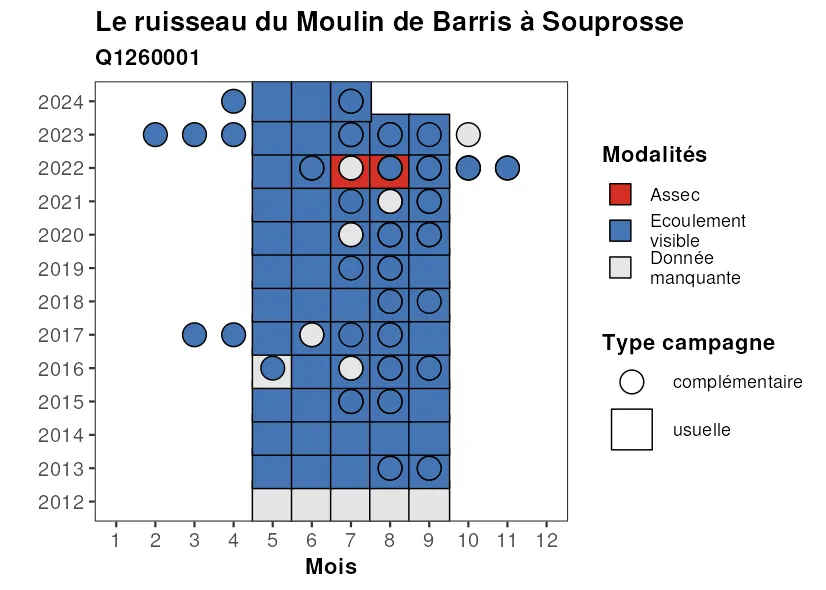 Le ruisseau du Moulin de Barris à Souprosse
Q1260001
2024
2023
2022
2021
2020
2019
2018
2017
2016
2015
2014
2013
2012
1 2 3 4 5 6 7 8 9 10 11 12
Mois
Modalités
Assec
Ecoulement
visible
Donnée
manquante
Type campagne
complémentaire
usuelle